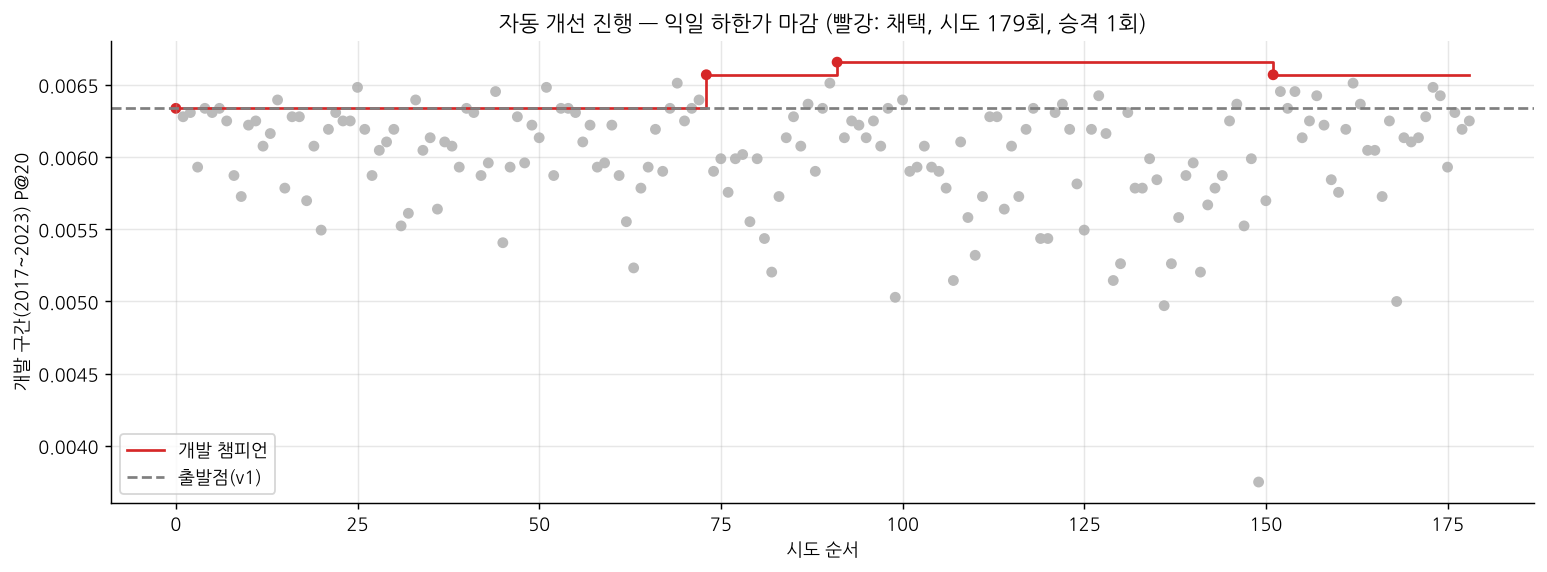 자동 개선 진행 — 익일 하한가 마감 (빨강: 채택, 시도 179회, 승격 1회)
개발 구간(2017~2023) P@20
0.0065
0.0060
0.0055
0.0050
0.0045
0.0040
개발 챔피언
출발점(v1)
0 25 50 75 100 125 150 175
시도 순서